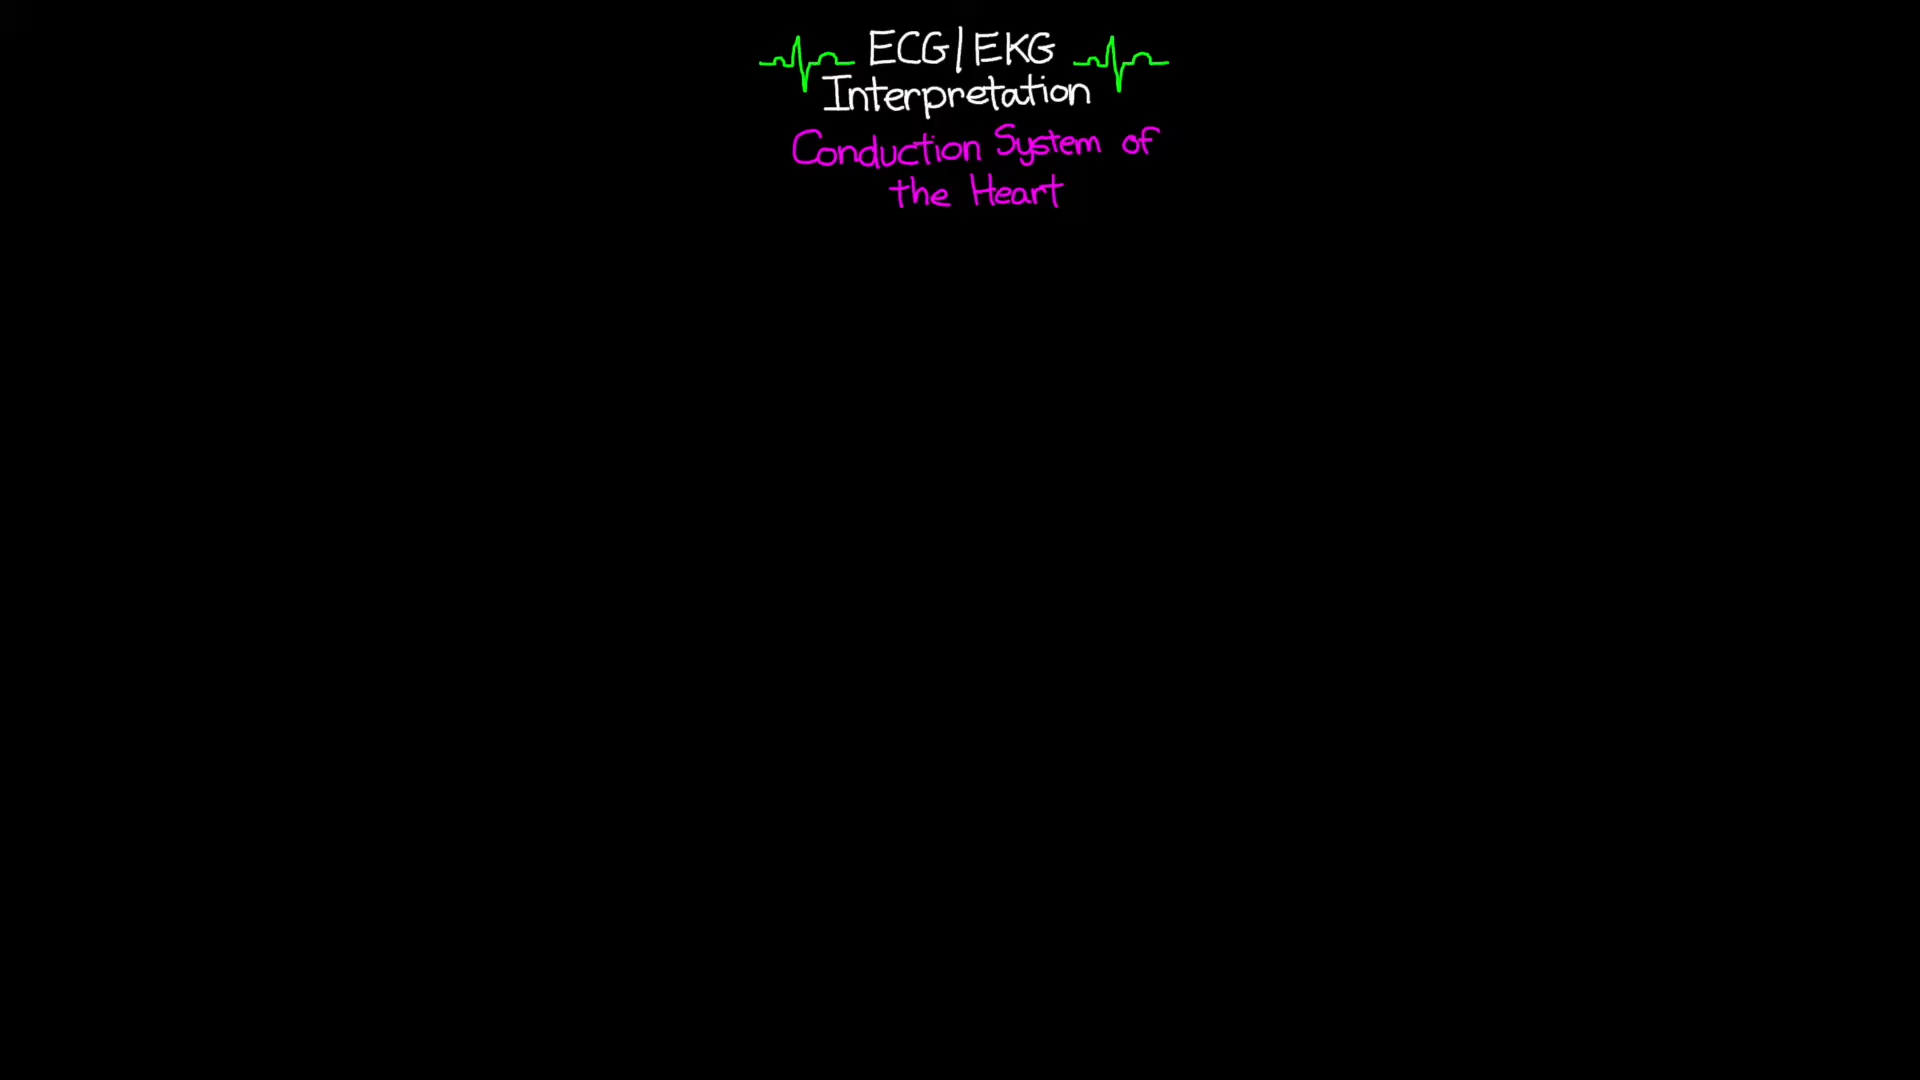 ECG|EKG
Interpretation
Conduction System of
the Heart